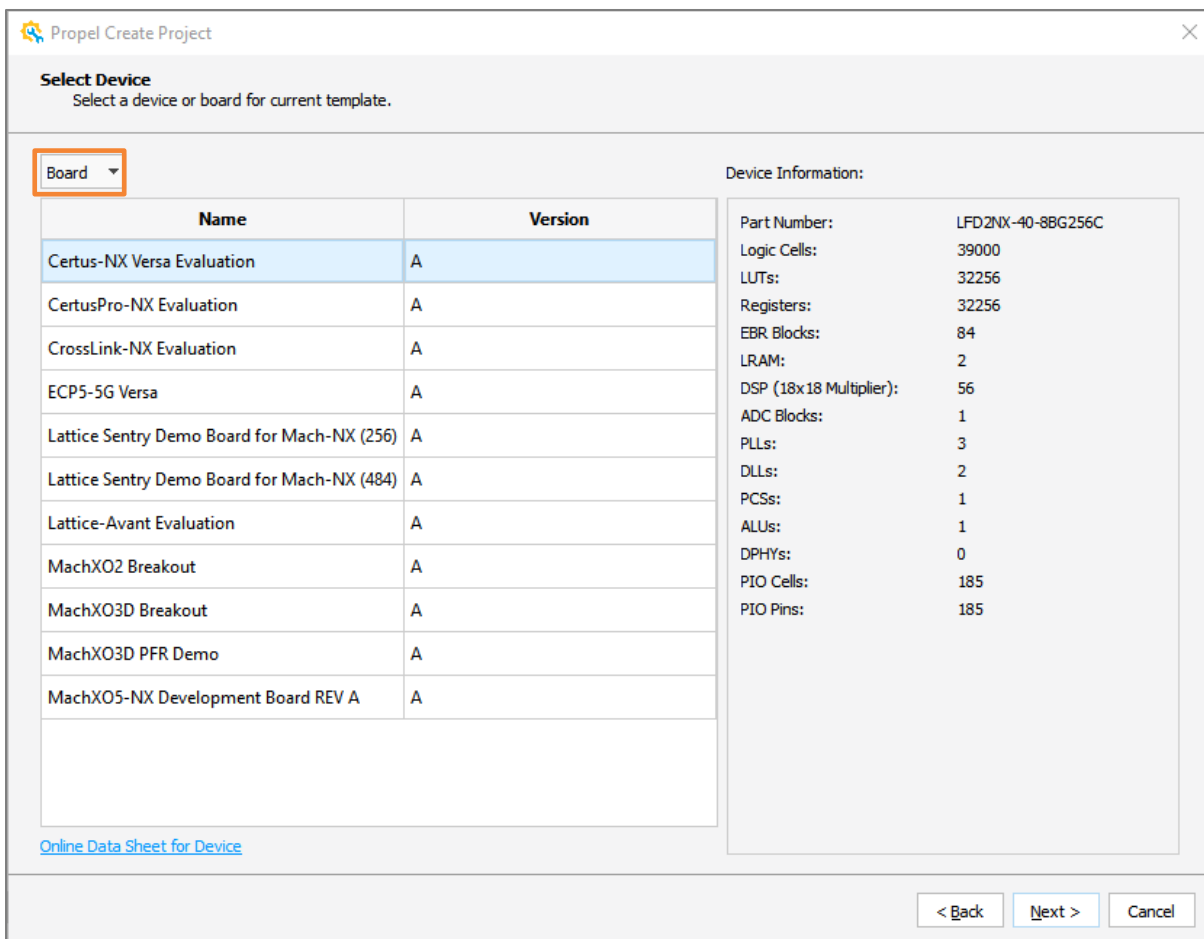 Propel Create Project
Select Device
Select a device or board for current template.
Board
Name Version
Certus-NX Versa Evaluation A
CertusPro-NX Evaluation A
CrossLink-NX Evaluation A
ECP5-5G Versa A
Lattice Sentry Demo Board for Mach-NX (256) A
Lattice Sentry Demo Board for Mach-NX (484) A
Lattice-Avant Evaluation A
MachXO2 Breakout A
MachXO3D Breakout A
MachXO3D PFR Demo A
MachXO5-NX Development Board REV A A
Online Data Sheet for Device
Device Information:
Part Number: LFD2NX-40-8BG256C
Logic Cells: 39000
LUTs: 32256
Registers: 32256
EBR Blocks: 84
LRAM: 2
DSP (18x18 Multiplier): 56
ADC Blocks: 1
PLLs: 3
DLLs: 2
PCSs: 1
ALUs: 1
DPHYs: 0
PIO Cells: 185
PIO Pins: 185
< Back Next > Cancel